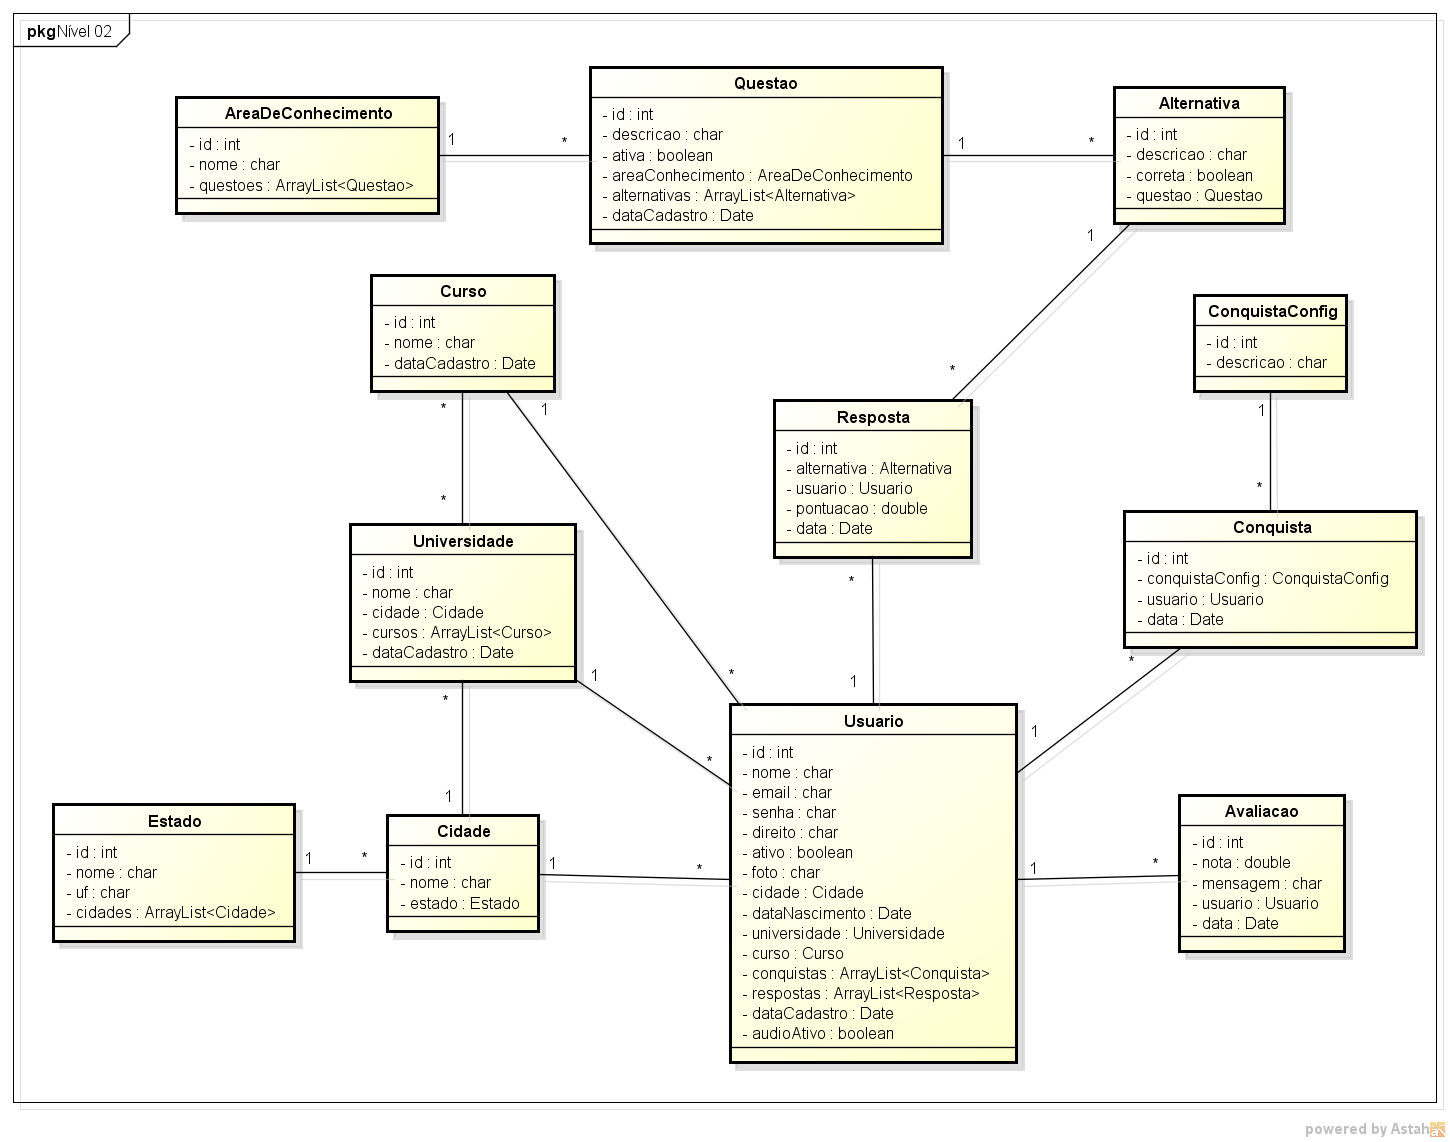 pkg Nível 02
AreaDeConhecimento
- id : int
- nome : char
- questoes : ArrayList<Questao>
1
*
Questao
- id : int
- descricao : char
- ativa : boolean
- areaConhecimento : AreaDeConhecimento
- alternativas : ArrayList<Alternativa>
- dataCadastro : Date
1
*
Alternativa
- id : int
- descricao : char
- correta : boolean
- questao : Questao
1
*
Curso
- id : int
- nome : char
- dataCadastro : Date
*
1
*
*
ConquistaConfig
- id : int
- descricao : char
1
*
Resposta
- id : int
- alternativa : Alternativa
- usuario : Usuario
- pontuacao : double
- data : Date
*
1
Conquista
- id : int
- conquistaConfig : ConquistaConfig
- usuario : Usuario
- data : Date
*
1
Universidade
- id : int
- nome : char
- cidade : Cidade
- cursos : ArrayList<Curso>
- dataCadastro : Date
*
1
1
*
Usuario
- id : int
- nome : char
- email : char
- senha : char
- direito : char
- ativo : boolean
- foto : char
- cidade : Cidade
- dataNascimento : Date
- universidade : Universidade
- curso : Curso
- conquistas : ArrayList<Conquista>
- respostas : ArrayList<Resposta>
- dataCadastro : Date
- audioAtivo : boolean
1
*
Avaliacao
- id : int
- nota : double
- mensagem : char
- usuario : Usuario
- data : Date
Estado
- id : int
- nome : char
- uf : char
- cidades : ArrayList<Cidade>
1
*
Cidade
- id : int
- nome : char
- estado : Estado
1
*
powered by Astah